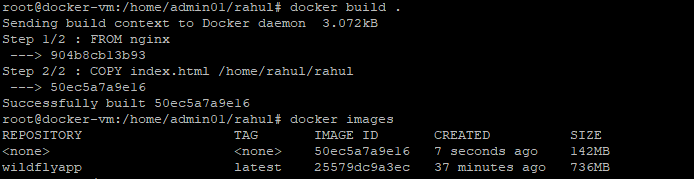 root@docker-vm:/home/admin01/rahul# docker build .
Sending build context to Docker daemon  3.072kB
Step 1/2 : FROM nginx
 ---> 904b8cb13b93
Step 2/2 : COPY index.html /home/rahul/rahul
 ---> 50ec5a7a9e16
Successfully built 50ec5a7a9e16
root@docker-vm:/home/admin01/rahul# docker images
REPOSITORY          TAG       IMAGE ID       CREATED          SIZE
<none>              <none>    50ec5a7a9e16   7 seconds ago    142MB
wildflyapp          latest    25579dc9a3ec   37 minutes ago   736MB